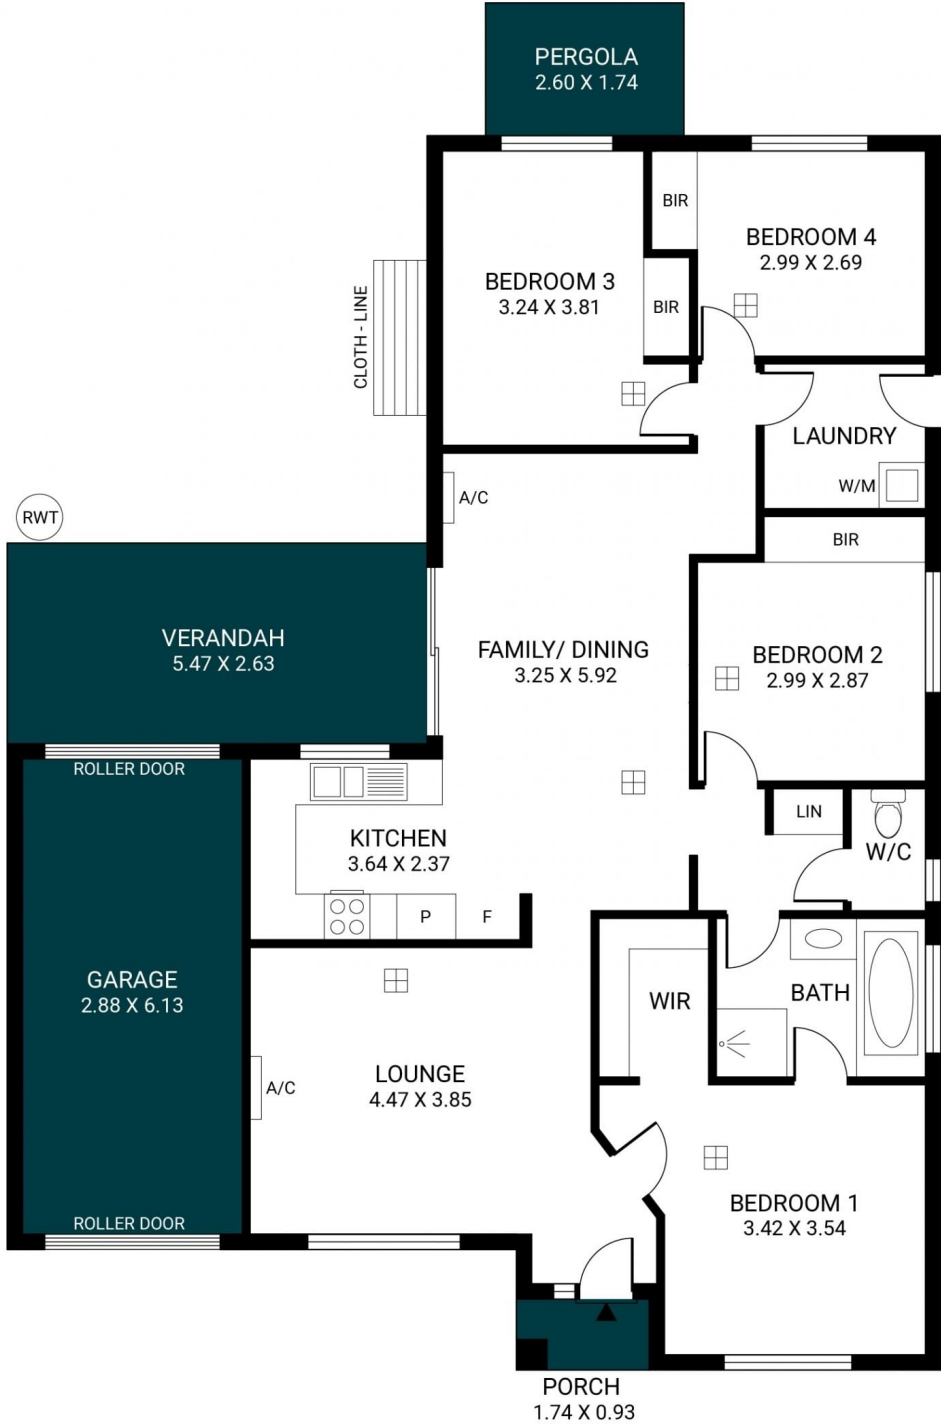 PERGOLA
2.60 X 1.74
BIR
BEDROOM 4
2.99 X 2.69
BEDROOM 3
3.24 X 3.81
BIR
CLOTH - LINE
LAUNDRY
W/M
A/C
RWT
BIR
VERANDAH
5.47 X 2.63
FAMILY/ DINING
3.25 X 5.92
BEDROOM 2
2.99 X 2.87
ROLLER DOOR
LIN
KITCHEN
3.64 X 2.37
W/C
P
F
GARAGE
2.88 X 6.13
WIR
BATH
LOUNGE
4.47 X 3.85
A/C
BEDROOM 1
3.42 X 3.54
ROLLER DOOR
PORCH
1.74 X 0.93